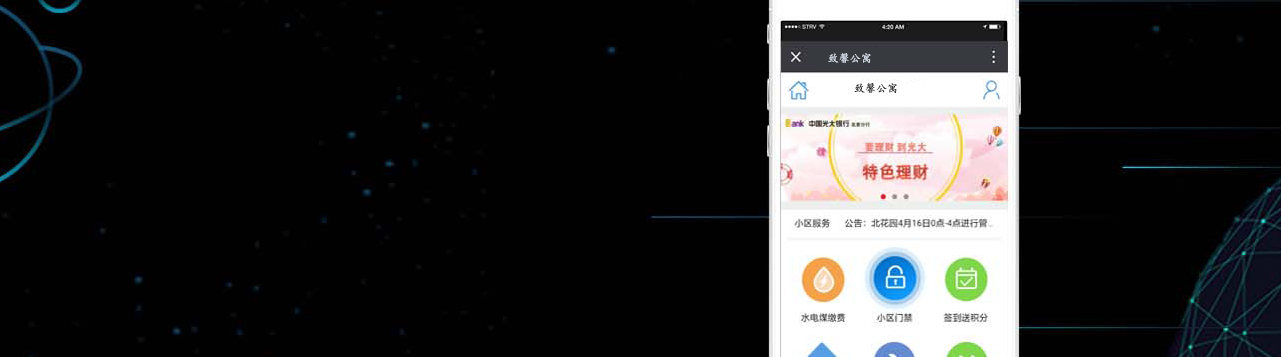 STRV 4:20 AM
致馨公寓
致馨公寓
Bank 中国光大银行
要理财 到光大
特色理财
小区服务 公告：北花园4月16日0点-4点进行管...
水电煤缴费 小区门禁 签到送积分